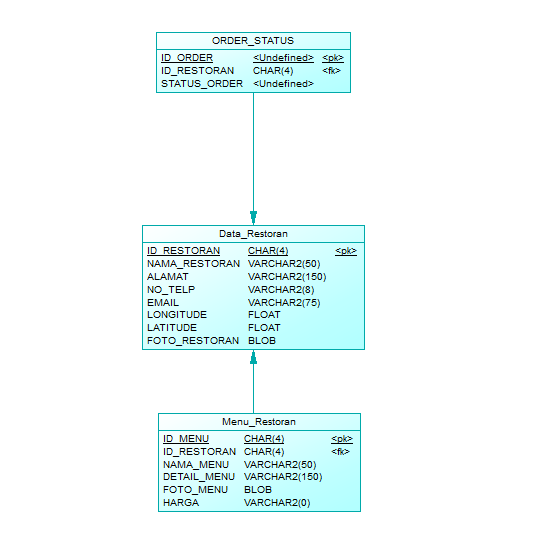 ORDER_STATUS
ID_ORDER <Undefined> <pk>
ID_RESTORAN CHAR(4) <fk>
STATUS_ORDER <Undefined>
Data_Restoran
ID_RESTORAN CHAR(4) <pk>
NAMA_RESTORAN VARCHAR2(50)
ALAMAT VARCHAR2(150)
NO_TELP VARCHAR2(8)
EMAIL VARCHAR2(75)
LONGITUDE FLOAT
LATITUDE FLOAT
FOTO_RESTORAN BLOB
Menu_Restoran
ID_MENU CHAR(4) <pk>
ID_RESTORAN CHAR(4) <fk>
NAMA_MENU VARCHAR2(50)
DETAIL_MENU VARCHAR2(150)
FOTO_MENU BLOB
HARGA VARCHAR2(0)